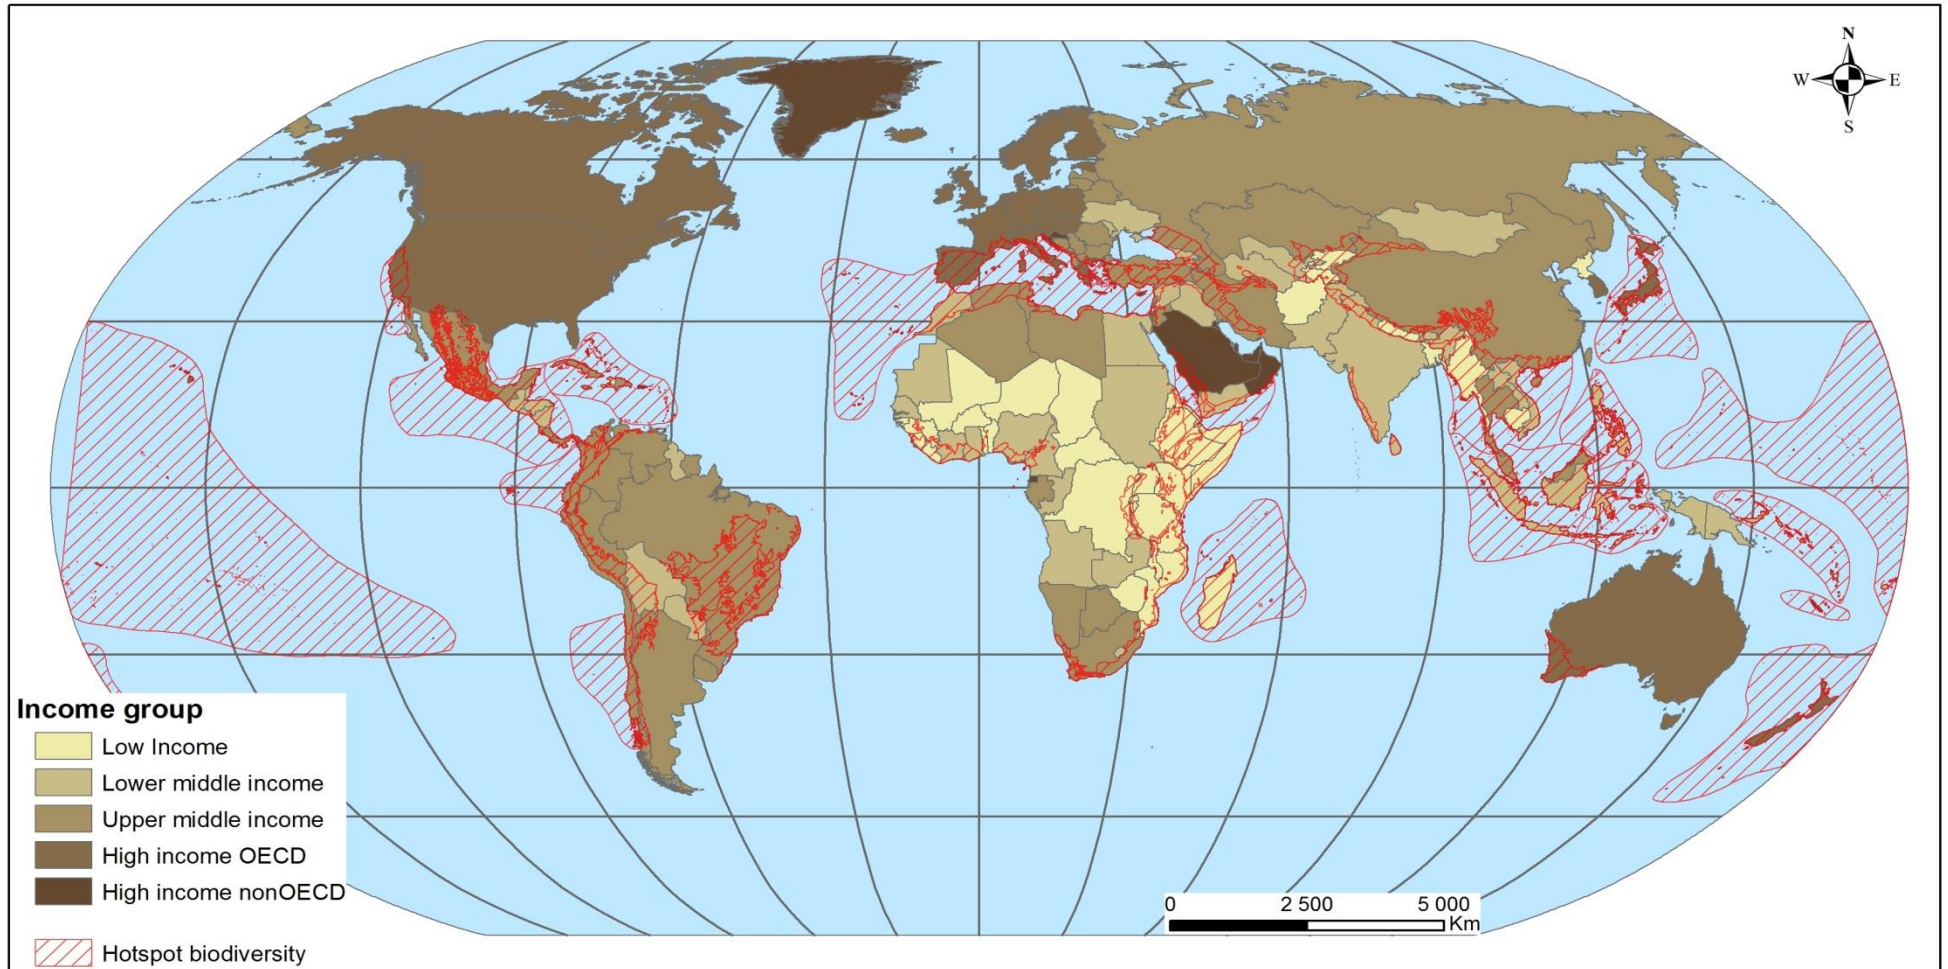 N
W E
S
Income group
Low Income
Lower middle income
Upper middle income
High income OECD
High income nonOECD
Hotspot biodiversity
0 2 500 5 000
Km